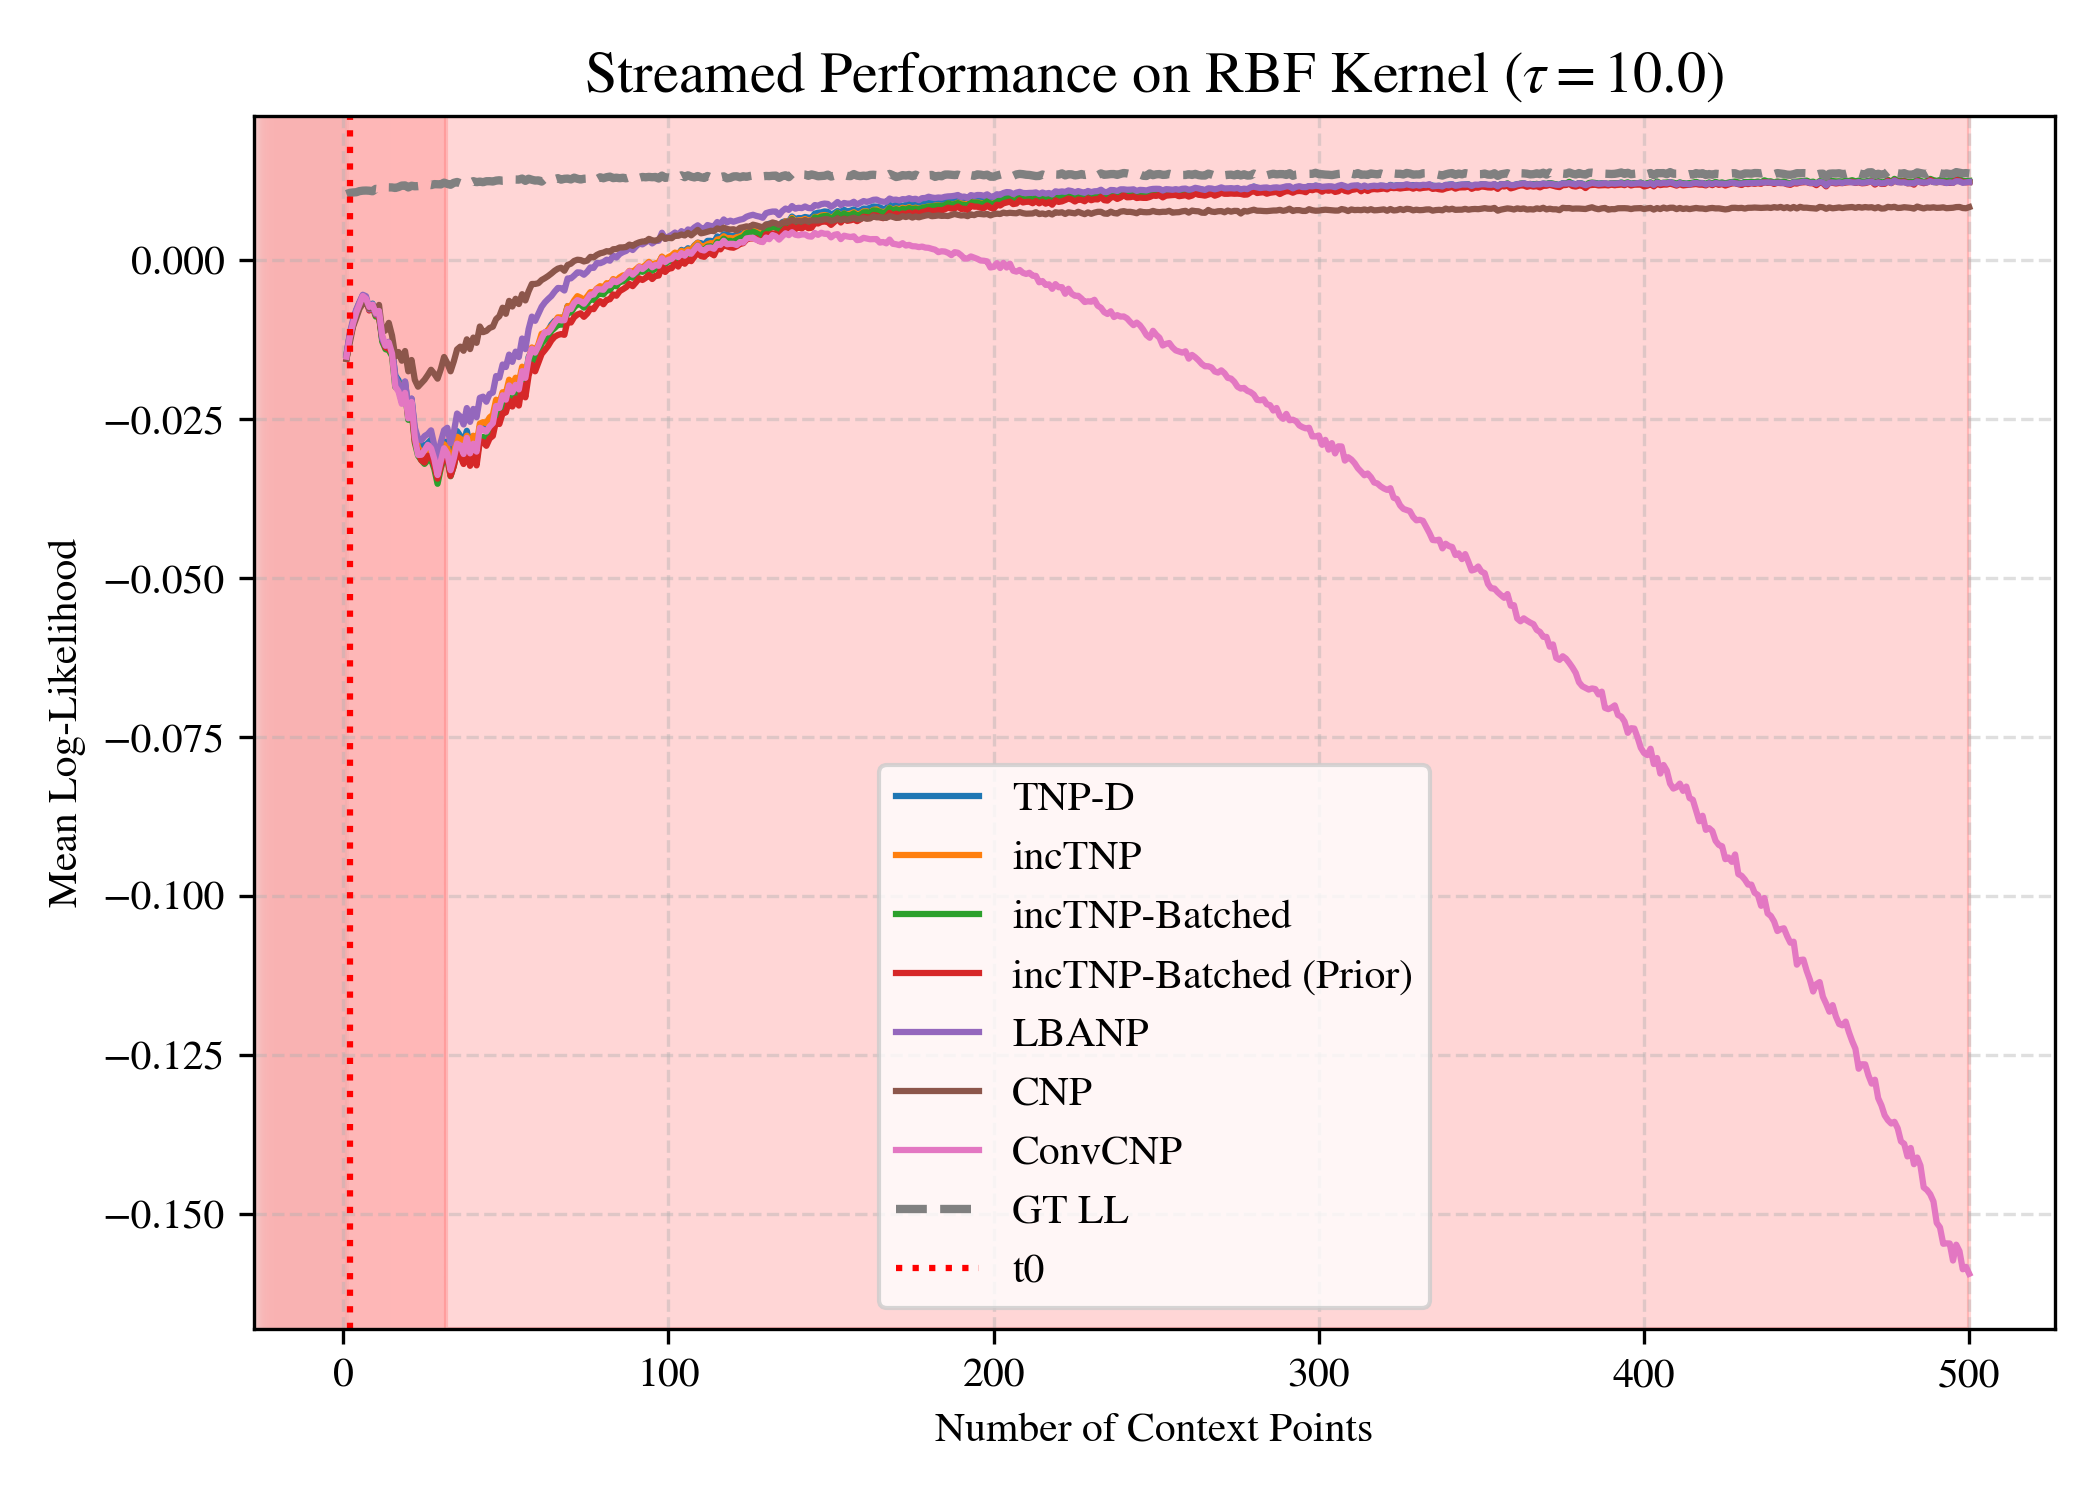 Streamed Performance on RBF Kernel (τ = 10.0)
Mean Log-Likelihood
0.000
−0.025
−0.050
−0.075
−0.100
−0.125
−0.150
TNP-D
incTNP
incTNP-Batched
incTNP-Batched (Prior)
LBANP
CNP
ConvCNP
GT LL
t0
0 100 200 300 400 500
Number of Context Points